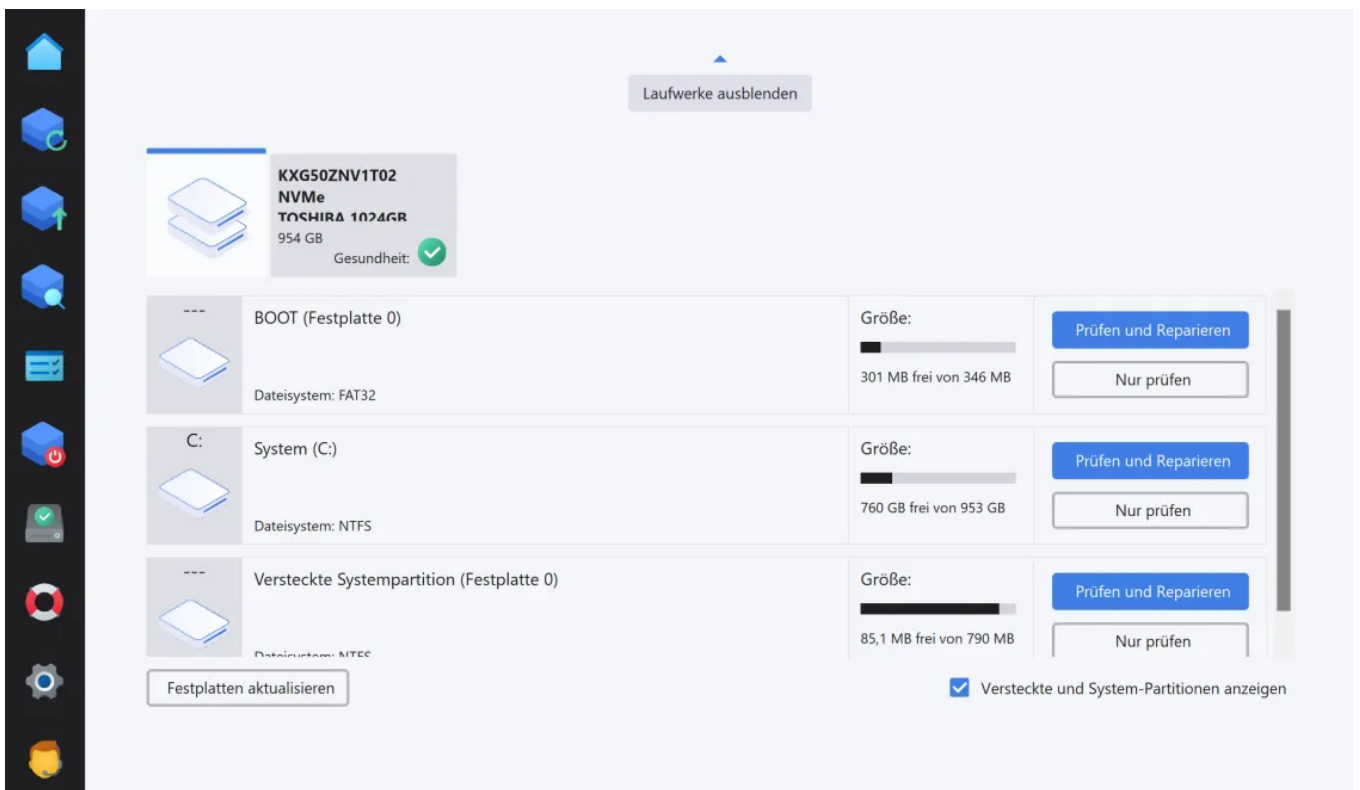 Laufwerke ausblenden
KXG50ZNV1T02
NVMe
TOSHIBA 1024GB
954 GB
Gesundheit:
---
BOOT (Festplatte 0)
Dateisystem: FAT32
Größe:
301 MB frei von 346 MB
Prüfen und Reparieren
Nur prüfen
C:
System (C:)
Dateisystem: NTFS
Größe:
760 GB frei von 953 GB
Prüfen und Reparieren
Nur prüfen
---
Versteckte Systempartition (Festplatte 0)
Dateisystem: NTFS
Größe:
85,1 MB frei von 790 MB
Prüfen und Reparieren
Nur prüfen
Festplatten aktualisieren
Versteckte und System-Partitionen anzeigen